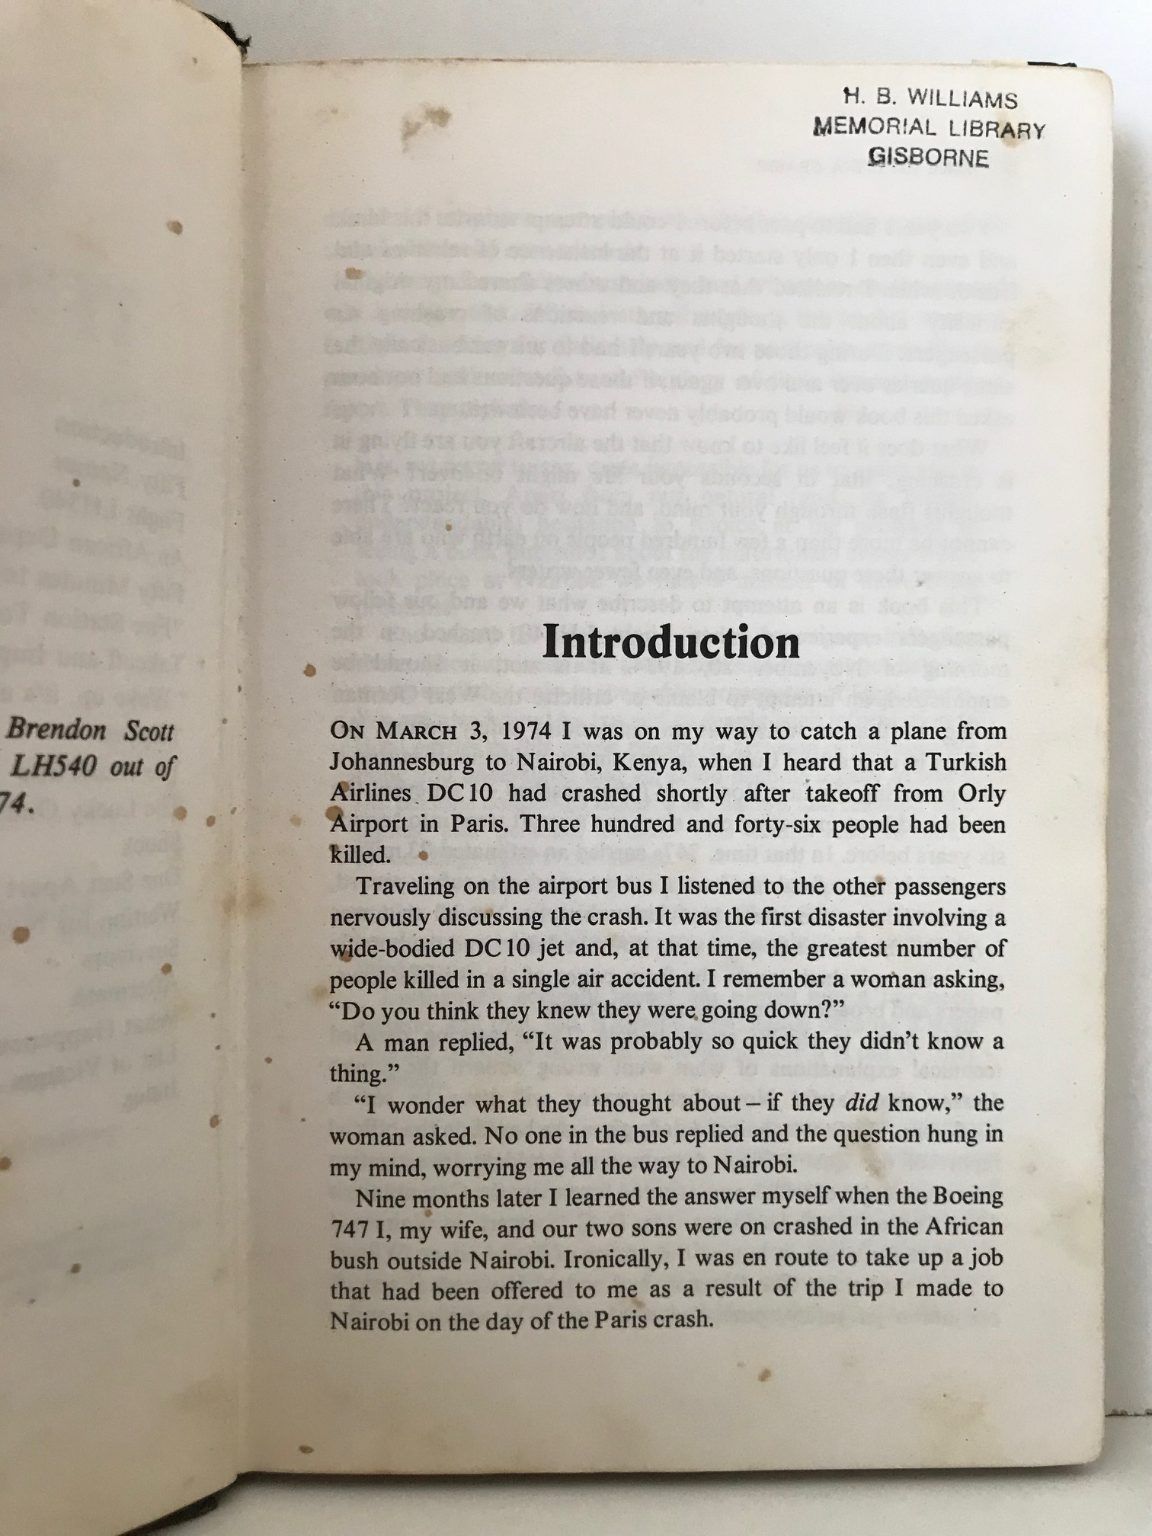 Brendon Scott
LH540 out of
74.
H. B. WILLIAMS
MEMORIAL LIBRARY
GISBORNE
Introduction
ON MARCH 3, 1974 I was on my way to catch a plane from
Johannesburg to Nairobi, Kenya, when I heard that a Turkish
Airlines DC 10 had crashed shortly after takeoff from Orly
Airport in Paris. Three hundred and forty-six people had been
killed.
Traveling on the airport bus I listened to the other passengers
nervously discussing the crash. It was the first disaster involving a
wide-bodied DC 10 jet and, at that time, the greatest number of
people killed in a single air accident. I remember a woman asking,
“Do you think they knew they were going down?”
A man replied, “It was probably so quick they didn’t know a
thing.”
“I wonder what they thought about – if they did know,” the
woman asked. No one in the bus replied and the question hung in
my mind, worrying me all the way to Nairobi.
Nine months later I learned the answer myself when the Boeing
747 I, my wife, and our two sons were on crashed in the African
bush outside Nairobi. Ironically, I was en route to take up a job
that had been offered to me as a result of the trip I made to
Nairobi on the day of the Paris crash.